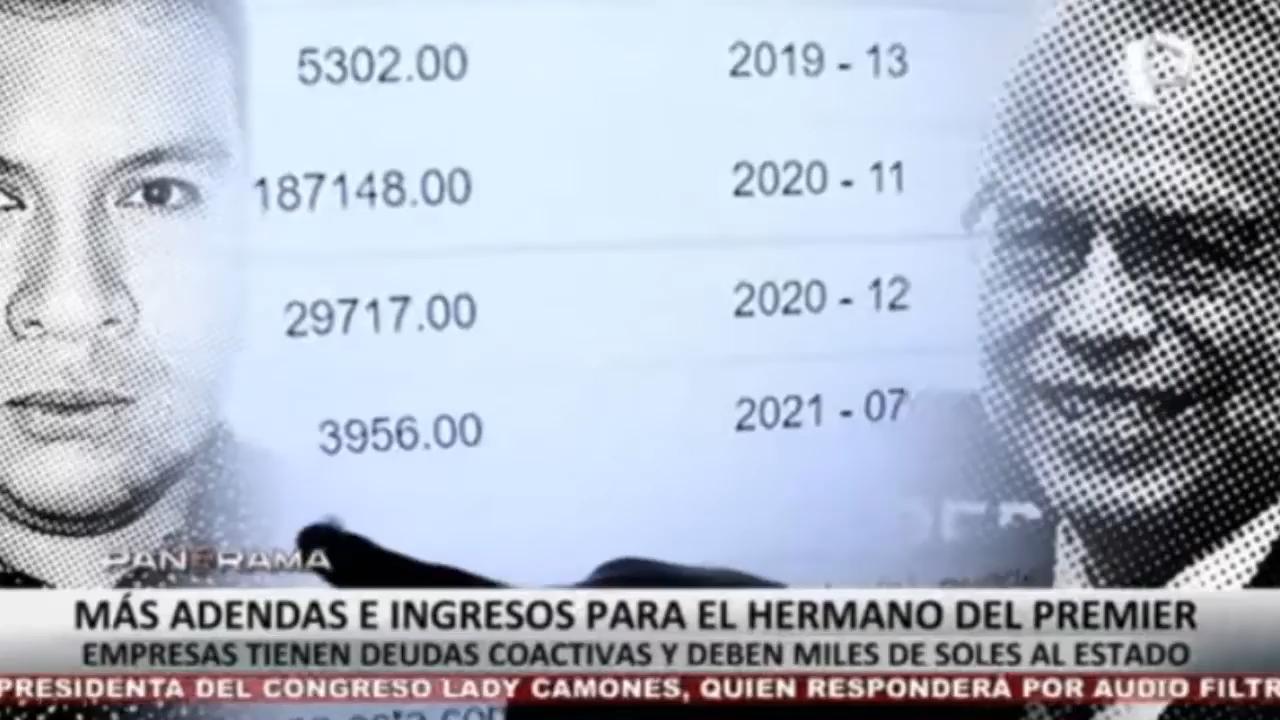 5302.00 2019 - 13
187148.00 2020 - 11
29717.00 2020 - 12
3956.00 2021 - 07
PANORAMA
MÁS ADENDAS E INGRESOS PARA EL HERMANO DEL PREMIER
EMPRESAS TIENEN DEUDAS COACTIVAS Y DEBEN MILES DE SOLES AL ESTADO
PRESIDENTA DEL CONGRESO LADY CAMONES, QUIEN RESPONDERÁ POR AUDIO FILTR